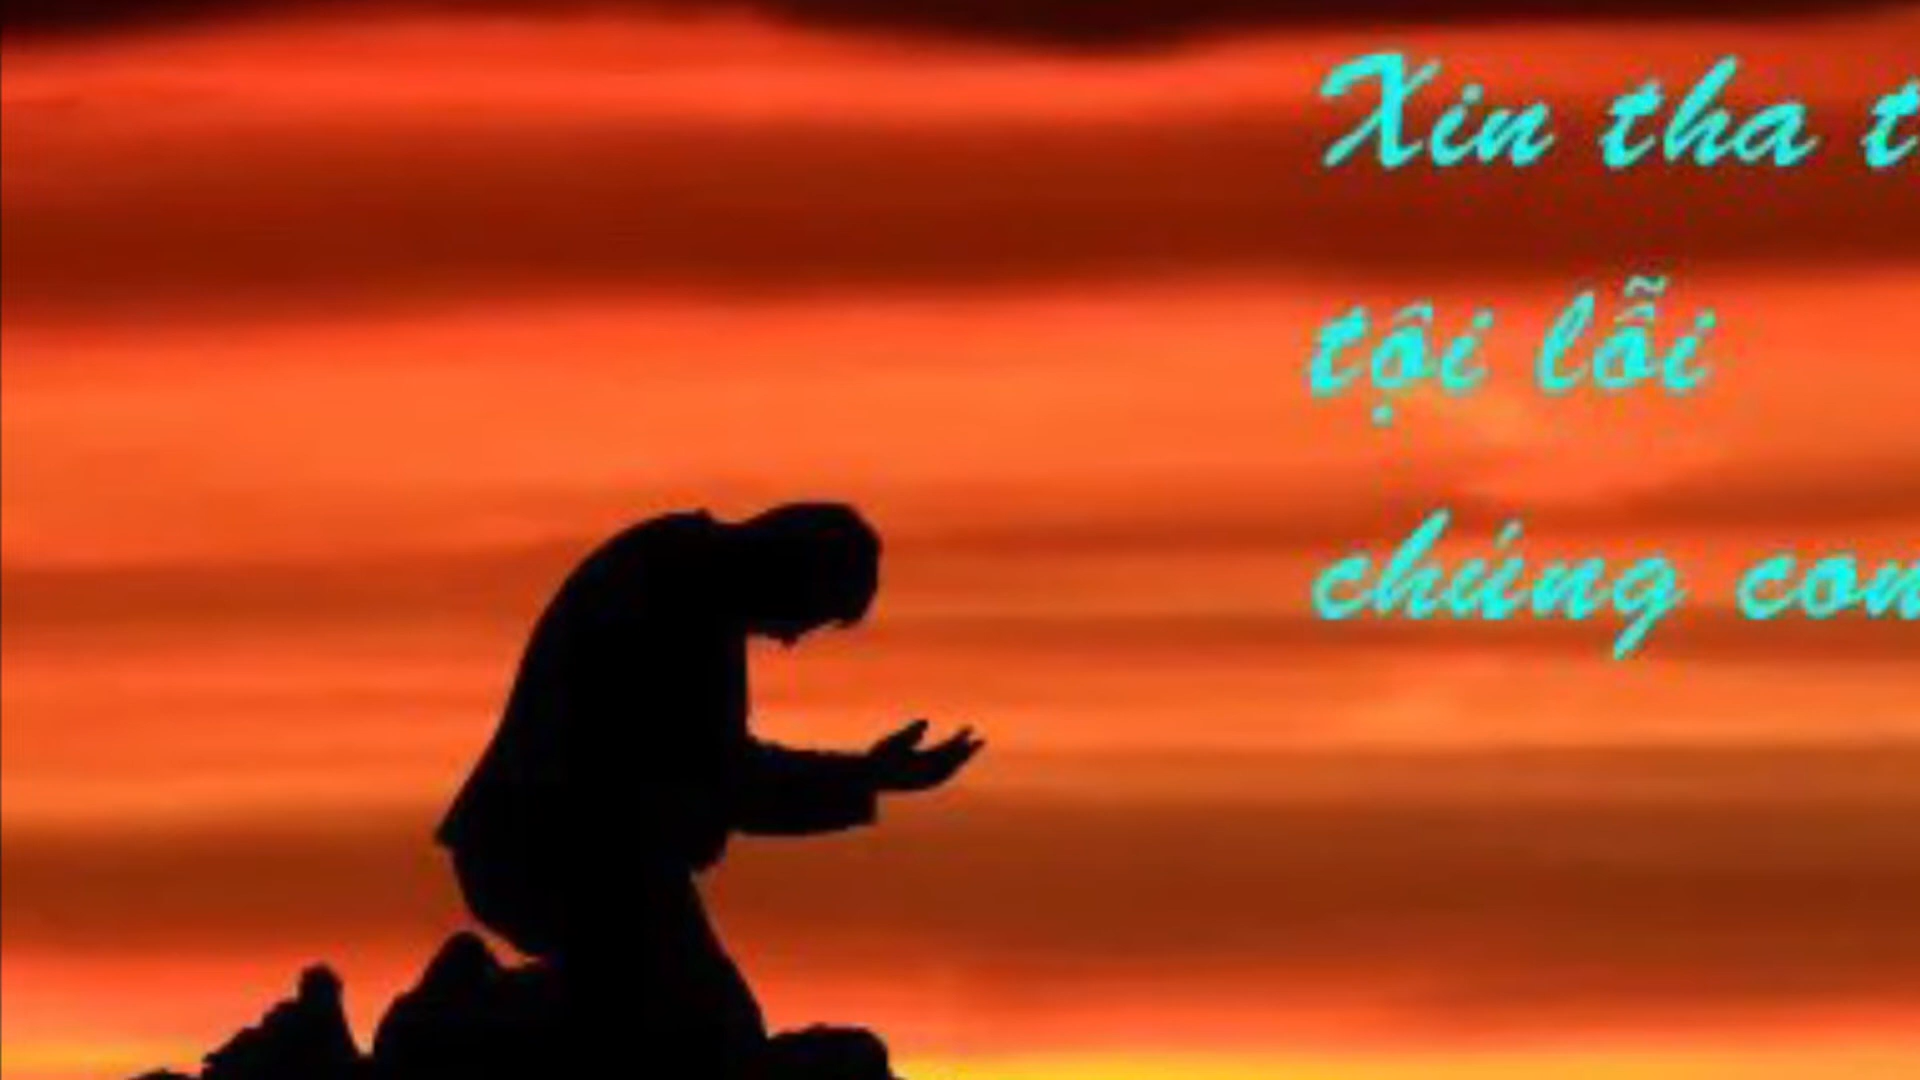 Xin tha
tội lỗi
chúng con